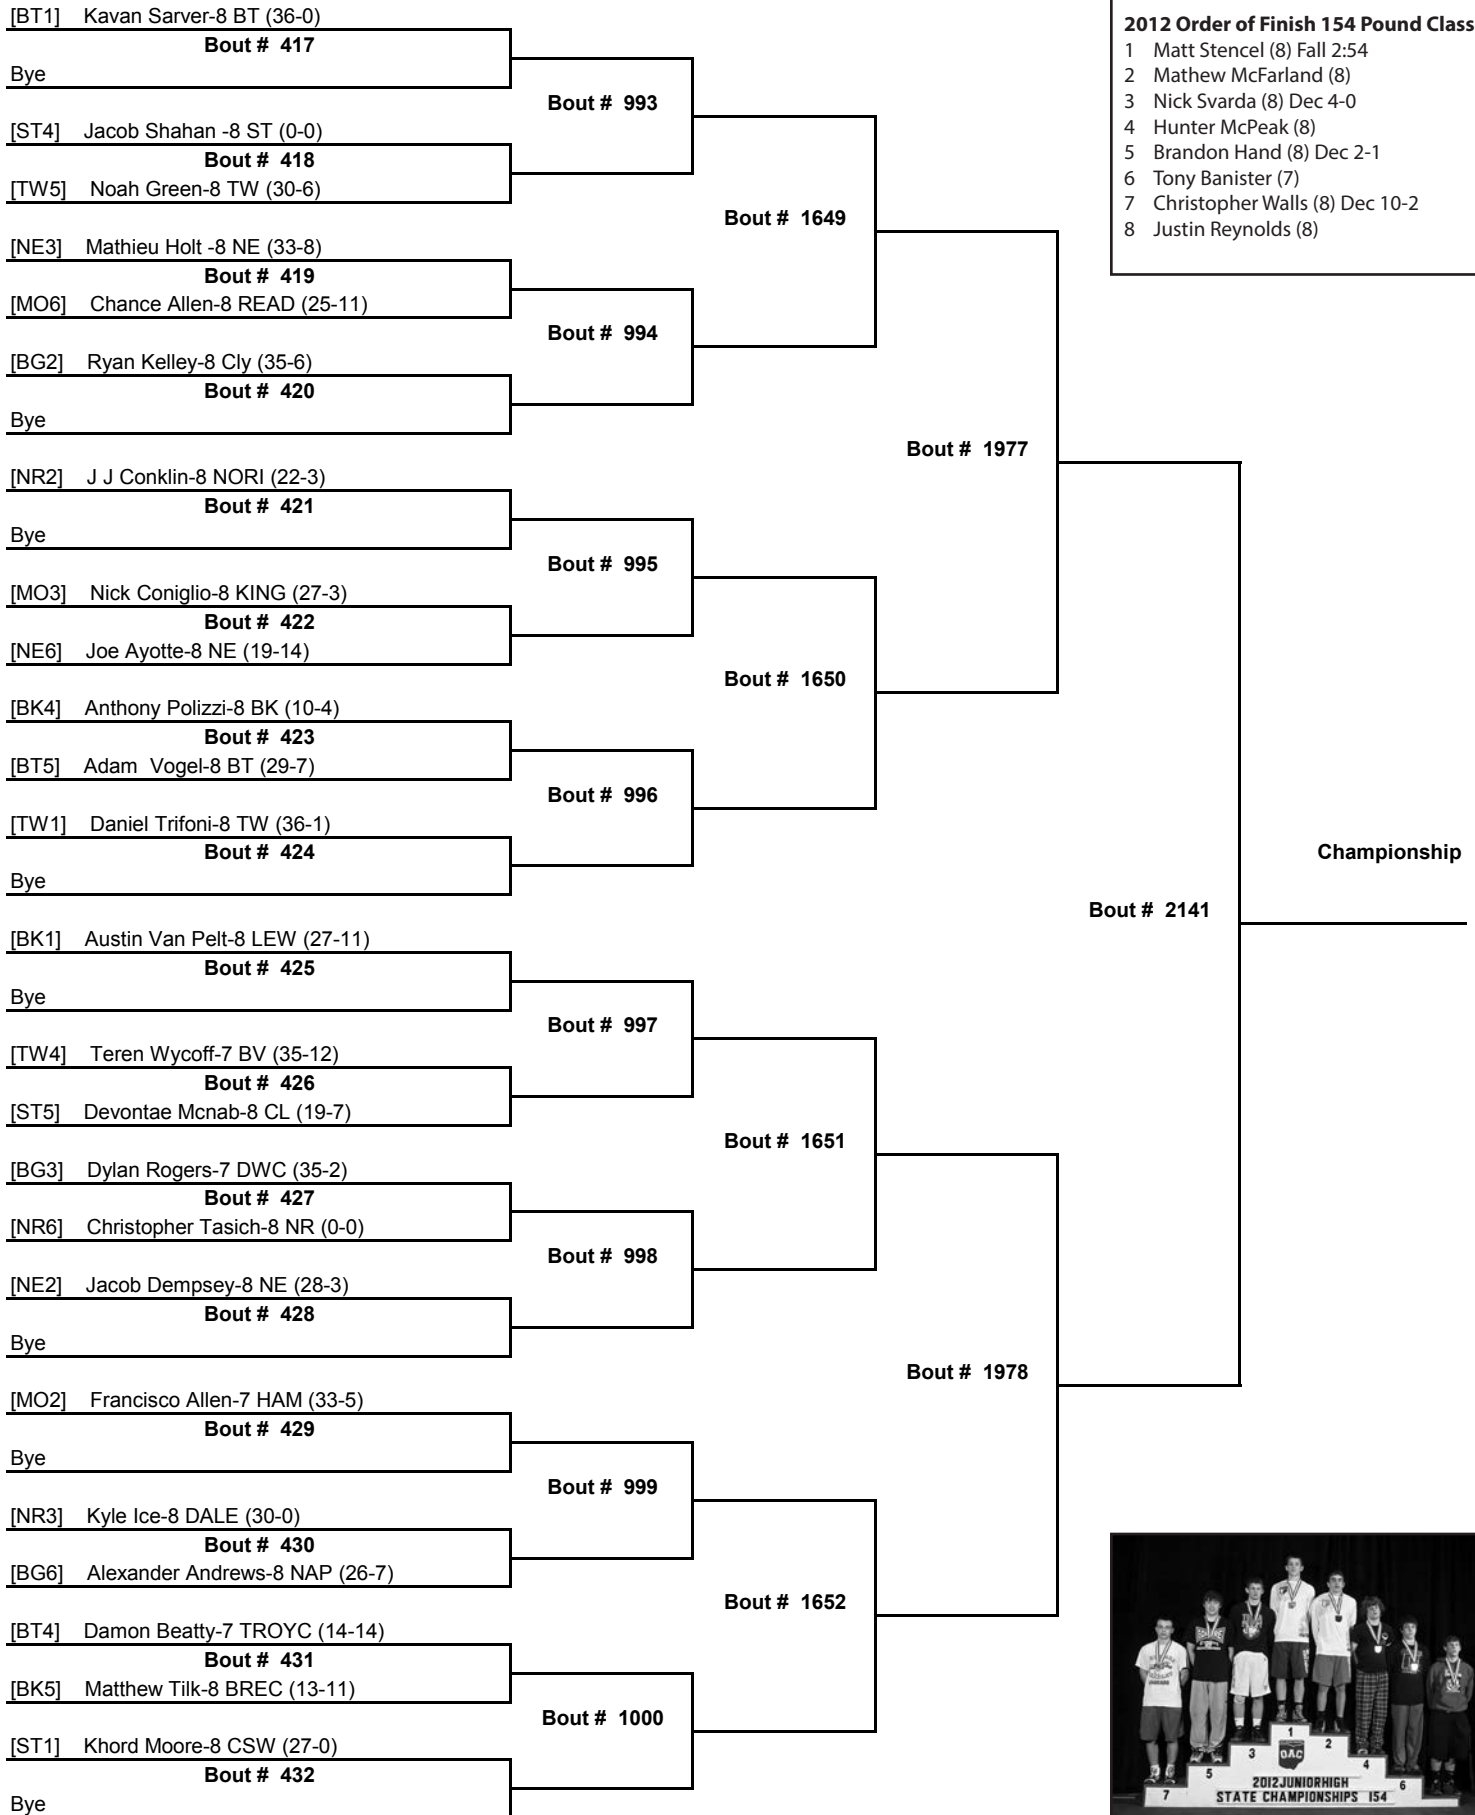 [BT1] Kavan Sarver-8 BT (36-0)
Bout # 417
Bye
Bout # 993
[ST4] Jacob Shahan -8 ST (0-0)
Bout # 418
[TW5] Noah Green-8 TW (30-6)
Bout # 1649
[NE3] Mathieu Holt -8 NE (33-8)
Bout # 419
[MO6] Chance Allen-8 READ (25-11)
Bout # 994
[BG2] Ryan Kelley-8 Cly (35-6)
Bout # 420
Bye
Bout # 1977
[NR2] J J Conklin-8 NORI (22-3)
Bout # 421
Bye
Bout # 995
[MO3] Nick Coniglio-8 KING (27-3)
Bout # 422
[NE6] Joe Ayotte-8 NE (19-14)
Bout # 1650
[BK4] Anthony Polizzi-8 BK (10-4)
Bout # 423
[BT5] Adam Vogel-8 BT (29-7)
Bout # 996
[TW1] Daniel Trifoni-8 TW (36-1)
Bout # 424
Bye
Championship
Bout # 2141
[BK1] Austin Van Pelt-8 LEW (27-11)
Bout # 425
Bye
Bout # 997
[TW4] Teren Wycoff-7 BV (35-12)
Bout # 426
[ST5] Devontae Mcnab-8 CL (19-7)
Bout # 1651
[BG3] Dylan Rogers-7 DWC (35-2)
Bout # 427
[NR6] Christopher Tasich-8 NR (0-0)
Bout # 998
[NE2] Jacob Dempsey-8 NE (28-3)
Bout # 428
Bye
Bout # 1978
[MO2] Francisco Allen-7 HAM (33-5)
Bout # 429
Bye
Bout # 999
[NR3] Kyle Ice-8 DALE (30-0)
Bout # 430
[BG6] Alexander Andrews-8 NAP (26-7)
Bout # 1652
[BT4] Damon Beatty-7 TROYC (14-14)
Bout # 431
[BK5] Matthew Tilk-8 BREC (13-11)
Bout # 1000
[ST1] Khord Moore-8 CSW (27-0)
Bout # 432
Bye
2012 Order of Finish 154 Pound Class
1 Matt Stencel (8) Fall 2:54
2 Mathew McFarland (8)
3 Nick Svarda (8) Dec 4-0
4 Hunter McPeak (8)
5 Brandon Hand (8) Dec 2-1
6 Tony Banister (7)
7 Christopher Walls (8) Dec 10-2
8 Justin Reynolds (8)
1
2
3
OAC
4
5
6
7
2012 JUNIOR HIGH
STATE CHAMPIONSHIPS 154